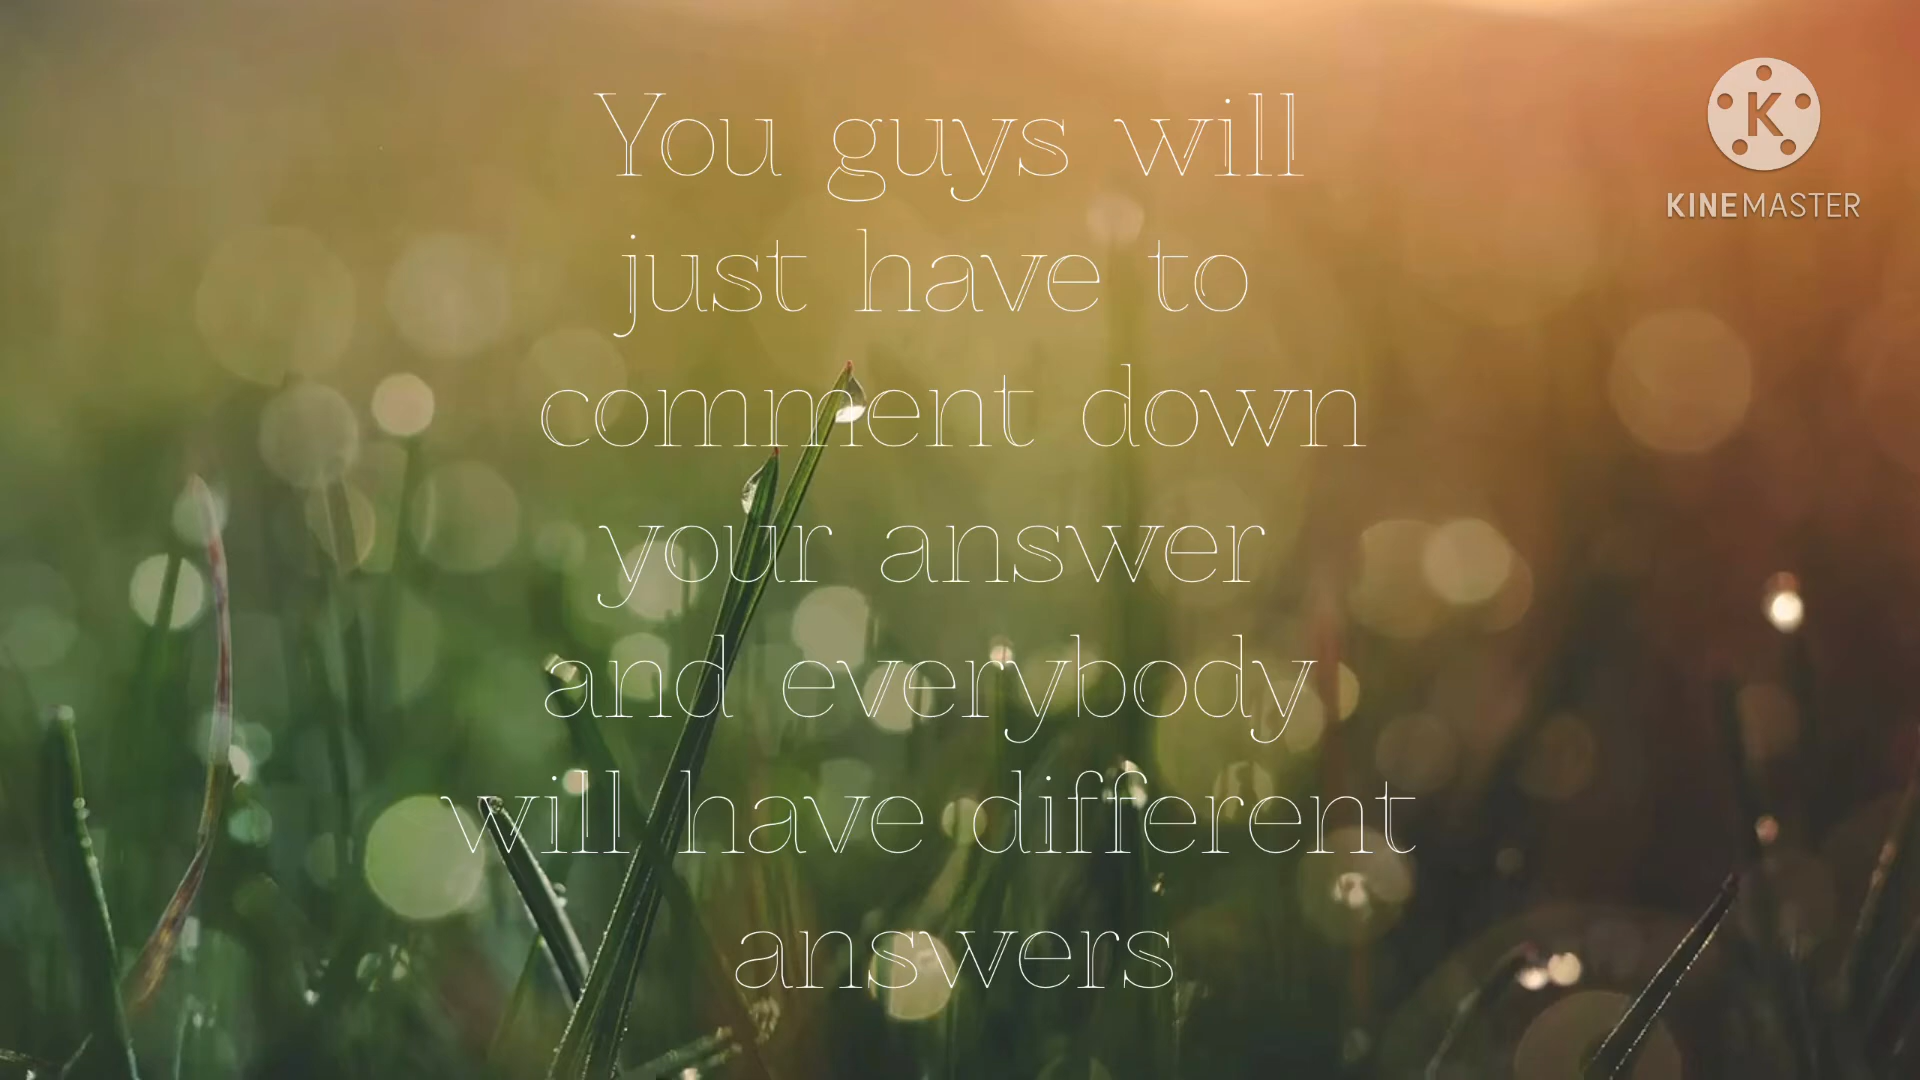 You guys will
just have to
comment down
your answer
and everybody
will have different
answers
K
KINEMASTER